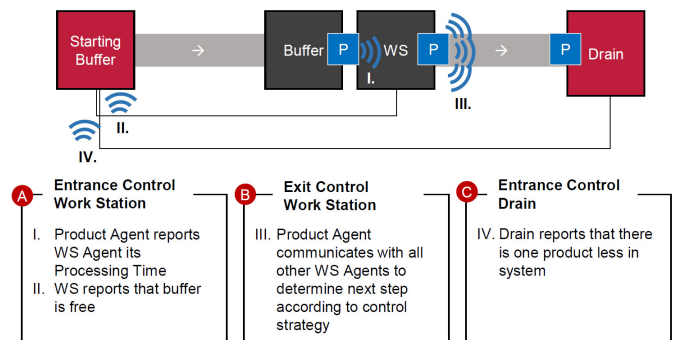 Starting
Buffer
→
Buffer
P
WS
P
→
P
Drain
I.
III.
II.
IV.
A
Entrance Control
Work Station
I. Product Agent reports
WS Agent its
Processing Time
II. WS reports that buffer
is free
B
Exit Control
Work Station
III. Product Agent
communicates with all
other WS Agents to
determine next step
according to control
strategy
C
Entrance Control
Drain
IV. Drain reports that there
is one product less in
system